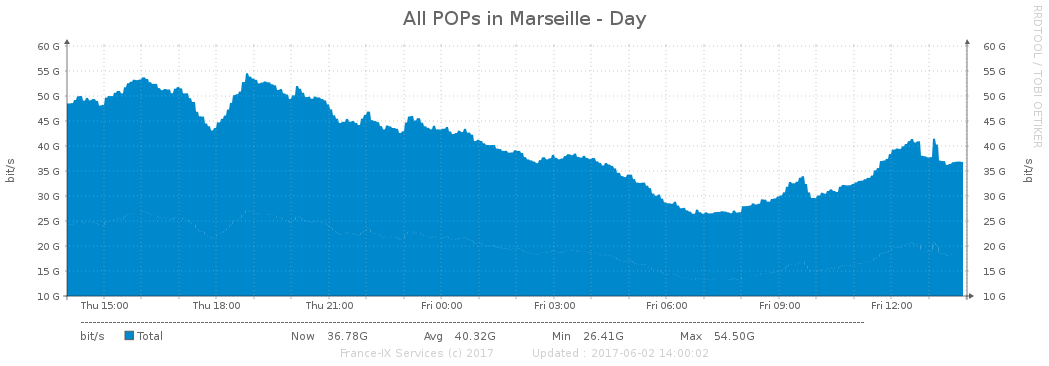 All POPs in Marseille - Day
RRDTOOL / TOBI OETIKER
60 G 60 G
55 G 55 G
50 G 50 G
45 G 45 G
40 G 40 G
35 G 35 G
30 G 30 G
25 G 25 G
20 G 20 G
15 G 15 G
10 G 10 G
bit/s
bit/s
Thu 15:00 Thu 18:00 Thu 21:00 Fri 00:00 Fri 03:00 Fri 06:00 Fri 09:00 Fri 12:00
bit/s Total Now 36.78G Avg 40.32G Min 26.41G Max 54.50G
France-IX Services (c) 2017 Updated : 2017-06-02 14:00:02